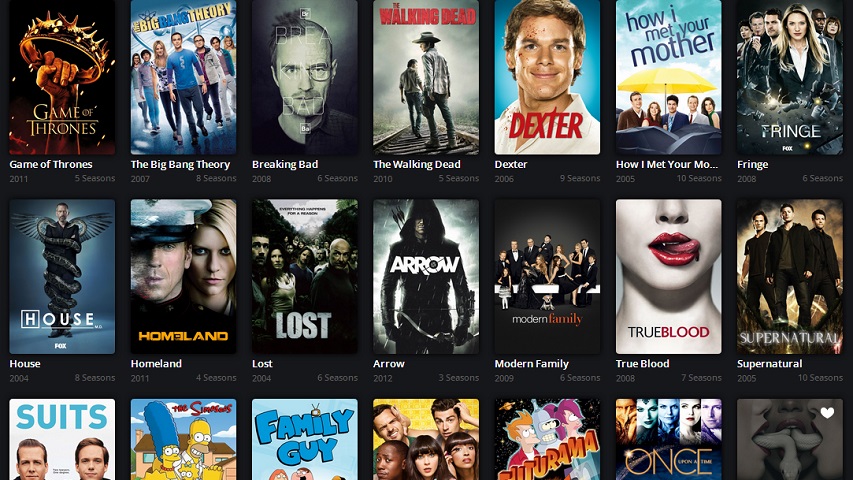 GAME OF
THRONES
THE BIG BANG THEORY
Br
BREA
KING
BAD
Ba
THE WALKING DEAD
DEXTER
how i
met your
mother
FRINGE
FOX
Game of Thrones
The Big Bang Theory
Breaking Bad
The Walking Dead
Dexter
How I Met Your Mo...
Fringe
2011 5 Seasons
2007 8 Seasons
2008 6 Seasons
2010 5 Seasons
2006 9 Seasons
2005 10 Seasons
2008 6 Seasons
HOUSE M.D.
FOX
HOMELAND
EVERYTHING HAPPENS
FOR A REASON
LOST
ARROW
modern family
TRUEBLOOD
SUPERNATURAL
House
Homeland
Lost
Arrow
Modern Family
True Blood
Supernatural
2004 8 Seasons
2011 4 Seasons
2004 6 Seasons
2012 3 Seasons
2009 6 Seasons
2008 7 Seasons
2005 10 Seasons
SUITS
THE SIMPSONS
FAMILY
GUY
FUTURAMA
ONCE
UPON A TIME